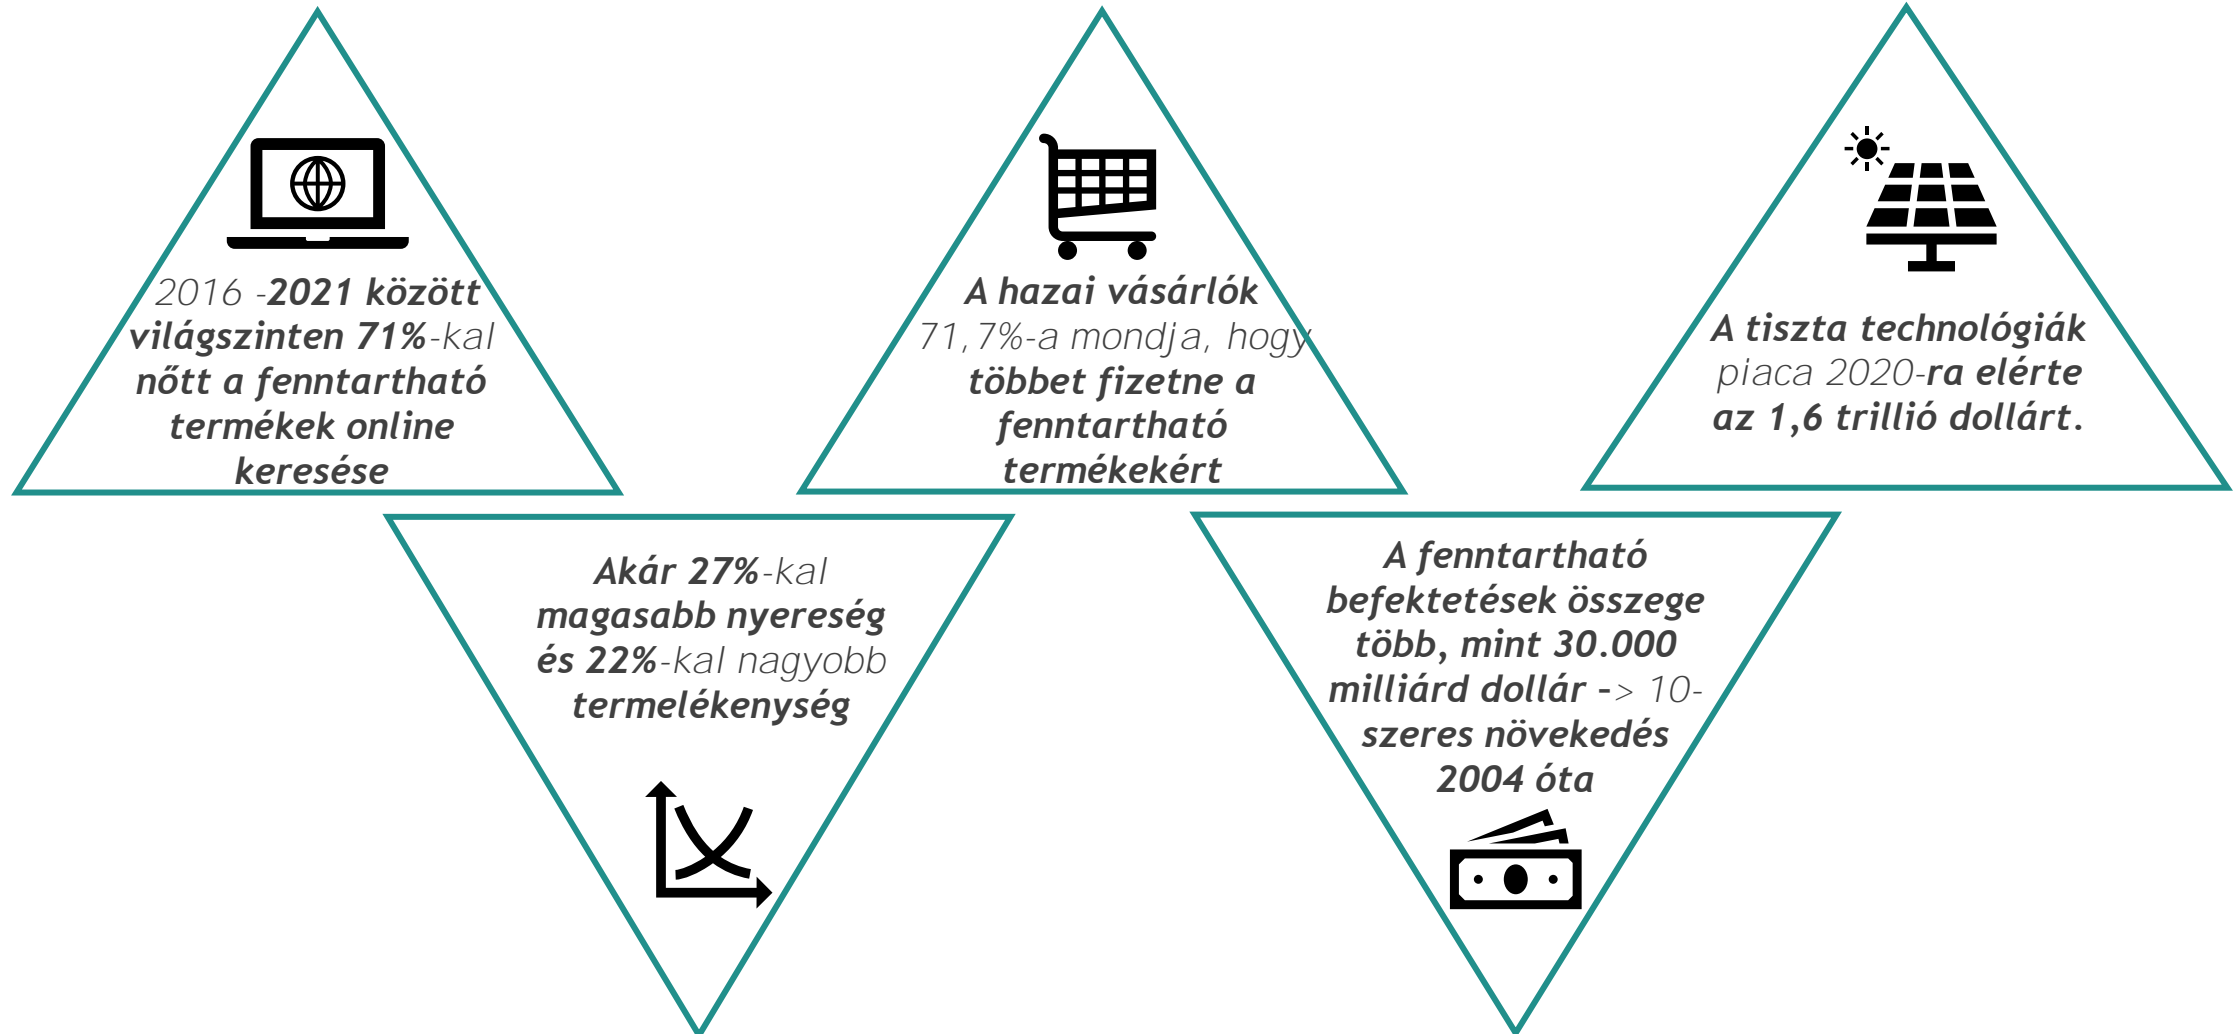 2016 -2021 között
világszinten 71%-kal
nőtt a fenntartható
termékek online
keresése
A hazai vásárlók
71,7%-a mondja, hogy
többet fizetne a
fenntartható
termékekért
A tiszta technológiák
piaca 2020-ra elérte
az 1,6 trillió dollárt.
Akár 27%-kal
magasabb nyereség
és 22%-kal nagyobb
termelékenység
A fenntartható
befektetések összege
több, mint 30.000
milliárd dollár –> 10-
szeres növekedés
2004 óta